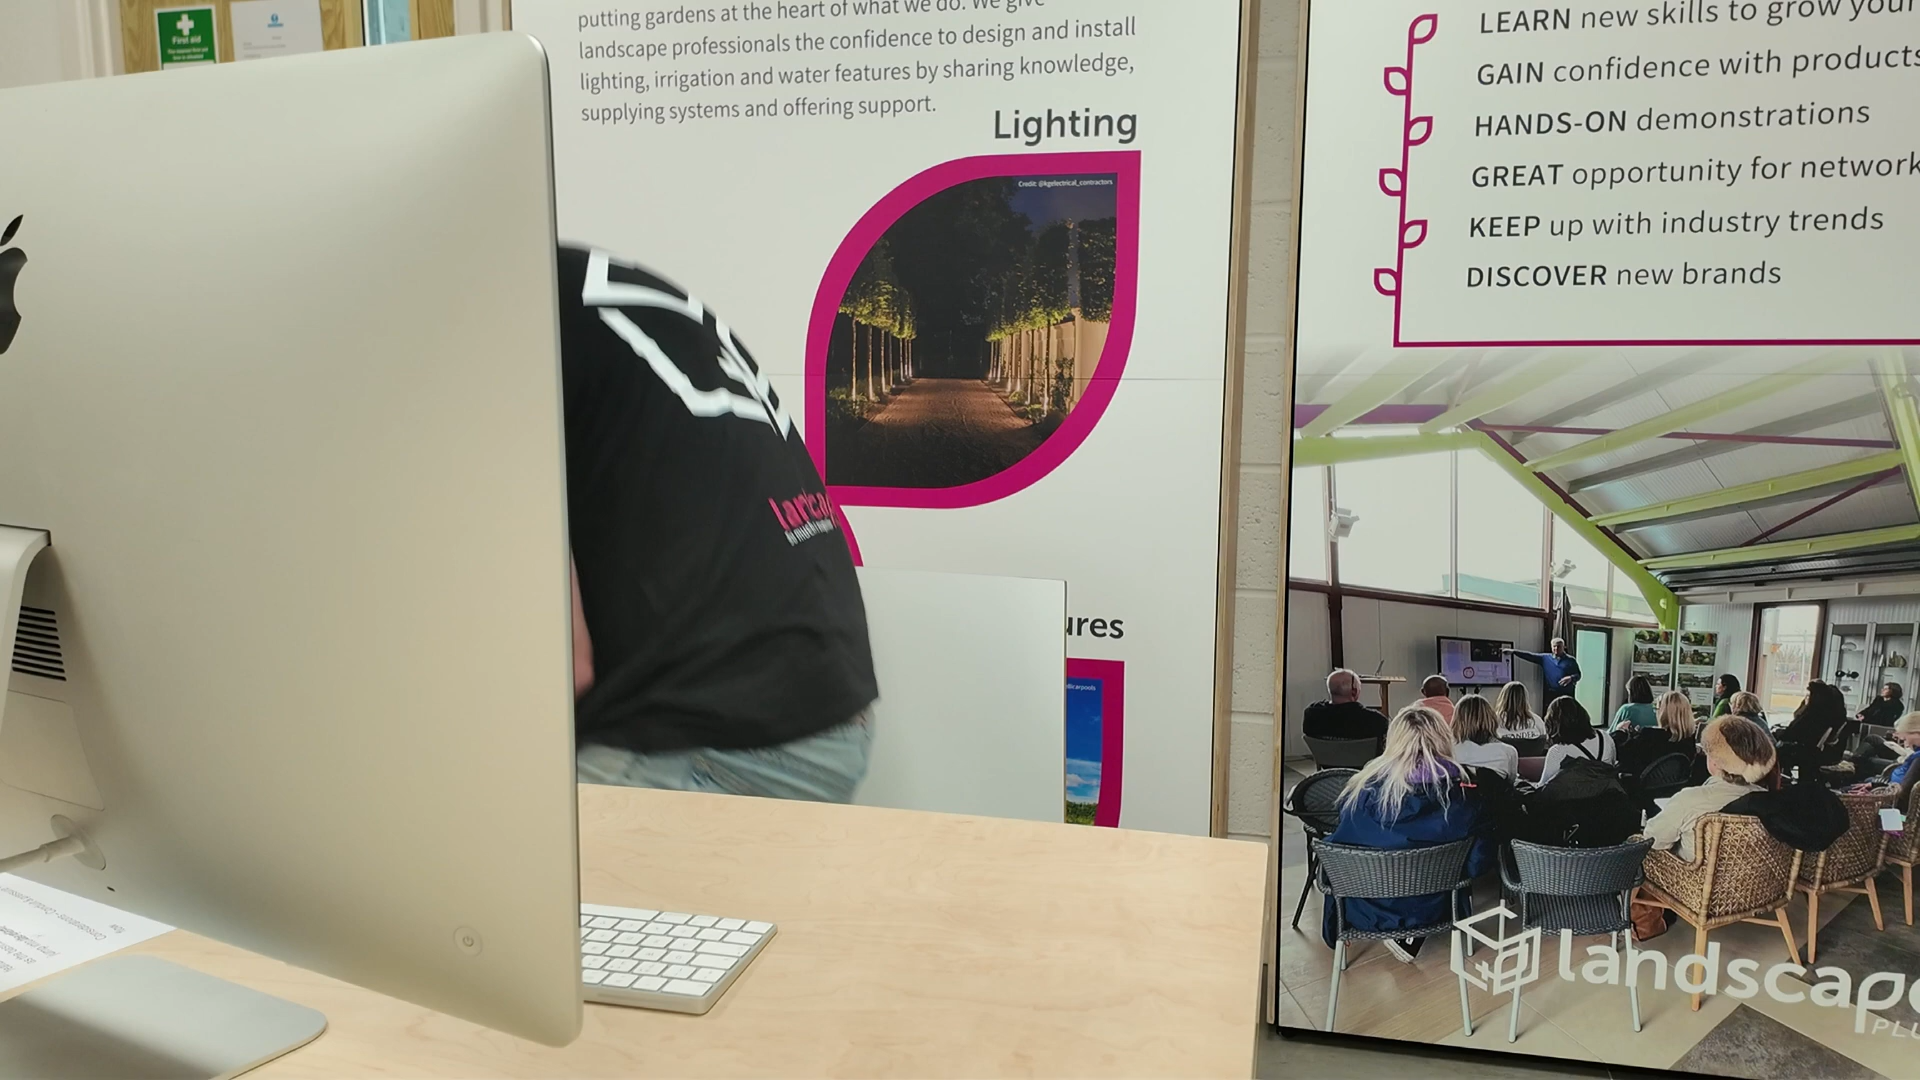 First aid
putting gardens at the heart of what we do. We give
landscape professionals the confidence to design and install
lighting, irrigation and water features by sharing knowledge,
supplying systems and offering support.
Lighting
Credit: @kgelectrical_contractors
ures
LEARN new skills to grow your
GAIN confidence with products
HANDS-ON demonstrations
GREAT opportunity for network
KEEP up with industry trends
DISCOVER new brands
landscape
PLU